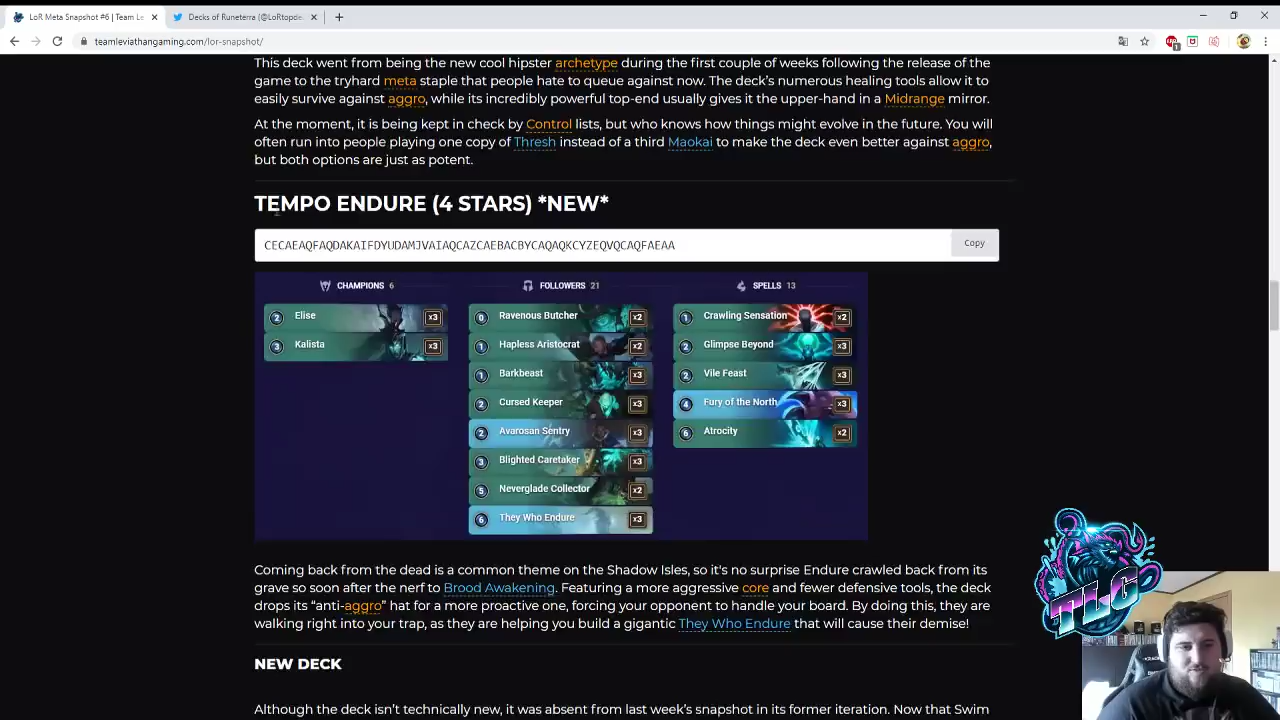 LoR Meta Snapshot #6 | Team Le
Decks of Runeterra (@LoRtopde
teamleviathangaming.com/lor-snapshot/
This deck went from being the new cool hipster archetype during the first couple of weeks following the release of the
game to the tryhard meta staple that people hate to queue against now. The deck's numerous healing tools allow it to
easily survive against aggro, while its incredibly powerful top-end usually gives it the upper-hand in a Midrange mirror.
At the moment, it is being kept in check by Control lists, but who knows how things might evolve in the future. You will
often run into people playing one copy of Thresh instead of a third Maokai to make the deck even better against aggro,
but both options are just as potent.
TEMPO ENDURE (4 STARS) *NEW*
CECAEAQFAQDAKAIFDYUDAMJVAIAQCAZCAEBACBYCAQAQKCYZEQVQCAQFAEAA
Copy
CHAMPIONS 6
2 Elise x3
3 Kalista x3
FOLLOWERS 21
0 Ravenous Butcher x2
1 Hapless Aristocrat x2
1 Barkbeast x3
2 Cursed Keeper x3
2 Avarosan Sentry x3
3 Blighted Caretaker x3
5 Neverglade Collector x2
6 They Who Endure x3
SPELLS 13
1 Crawling Sensation x2
2 Glimpse Beyond x3
2 Vile Feast x3
4 Fury of the North x3
6 Atrocity x2
Coming back from the dead is a common theme on the Shadow Isles, so it's no surprise Endure crawled back from its
grave so soon after the nerf to Brood Awakening. Featuring a more aggressive core and fewer defensive tools, the deck
drops its "anti-aggro" hat for a more proactive one, forcing your opponent to handle your board. By doing this, they are
walking right into your trap, as they are helping you build a gigantic They Who Endure that will cause their demise!
NEW DECK
Although the deck isn't technically new, it was absent from last week's snapshot in its former iteration. Now that Swim
TLG